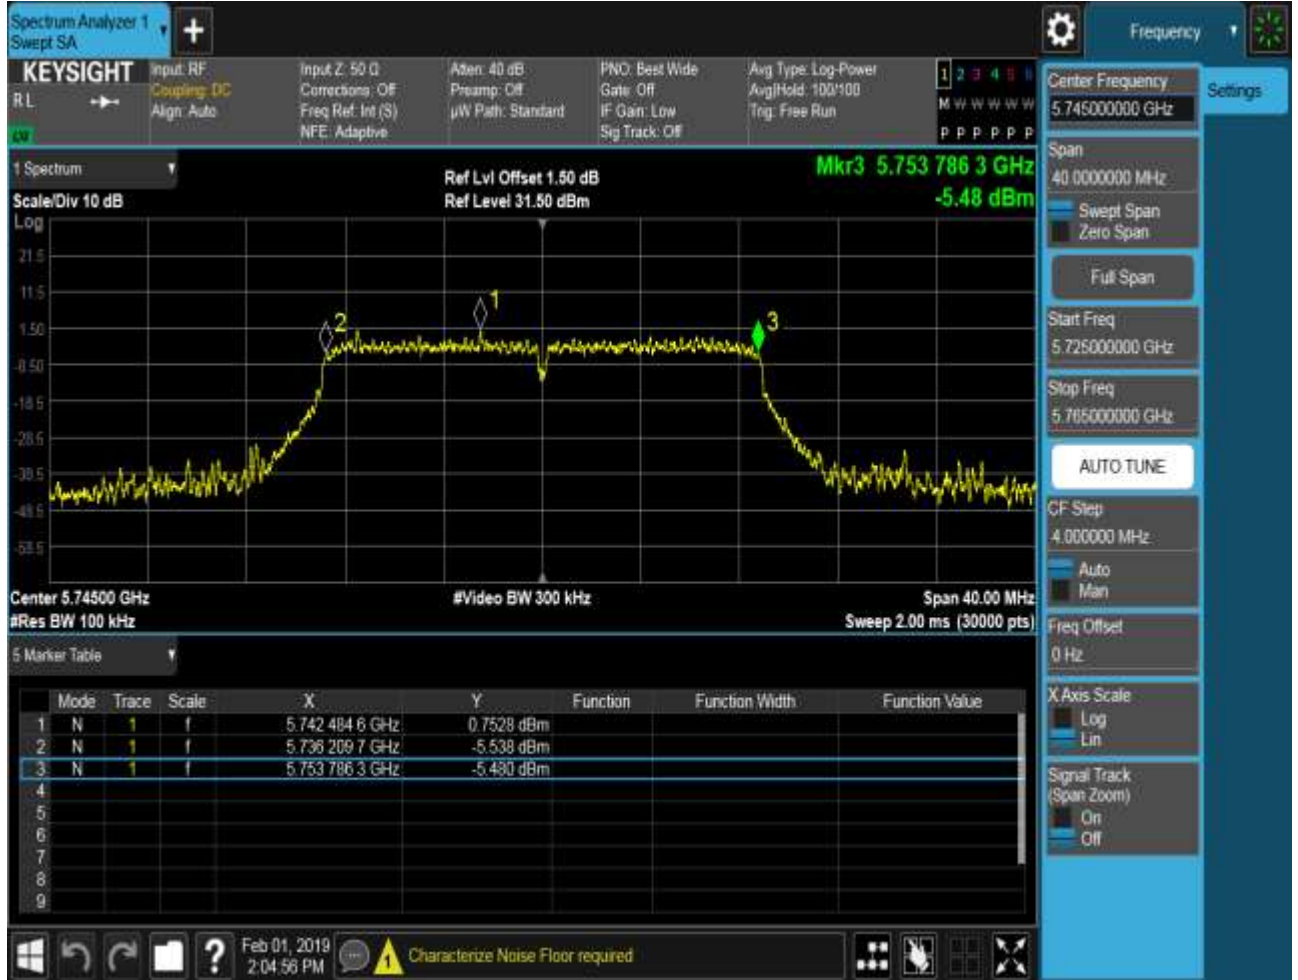 Spectrum Analyzer 1
Swept SA
+
Frequency
KEYSIGHT
RL
Input: RF
Coupling: DC
Align: Auto
Input Z: 50 Ω
Corrections: Off
Freq Ref: Int (S)
NFE: Adaptive
Atten: 40 dB
Preamp: Off
µW Path: Standard
PNO: Best Wide
Gate: Off
IF Gain: Low
Sig Track: Off
Avg Type: Log-Power
Avg|Hold: 100/100
Trig: Free Run
1 2 3 4 5 6
M W W W W W
P P P P P P
1 Spectrum
Scale/Div 10 dB
Ref Lvl Offset 1.50 dB
Ref Level 31.50 dBm
Mkr3 5.753 786 3 GHz
-5.48 dBm
Log
21.5
11.5
1.50
-8.50
-18.5
-28.5
-38.5
-48.5
-58.5
1
2
3
Center 5.74500 GHz
#Res BW 100 kHz
#Video BW 300 kHz
Span 40.00 MHz
Sweep 2.00 ms (30000 pts)
5 Marker Table
Mode Trace Scale X Y Function Function Width Function Value
1 N 1 f 5.742 484 6 GHz 0.7528 dBm
2 N 1 f 5.736 209 7 GHz -5.538 dBm
3 N 1 f 5.753 786 3 GHz -5.480 dBm
4
5
6
7
8
9
Center Frequency
5.745000000 GHz
Settings
Span
40.0000000 MHz
Swept Span
Zero Span
Full Span
Start Freq
5.725000000 GHz
Stop Freq
5.765000000 GHz
AUTO TUNE
CF Step
4.000000 MHz
Auto
Man
Freq Offset
0 Hz
X Axis Scale
Log
Lin
Signal Track
(Span Zoom)
On
Off
?
Feb 01, 2019
2:04:56 PM
1
Characterize Noise Floor required